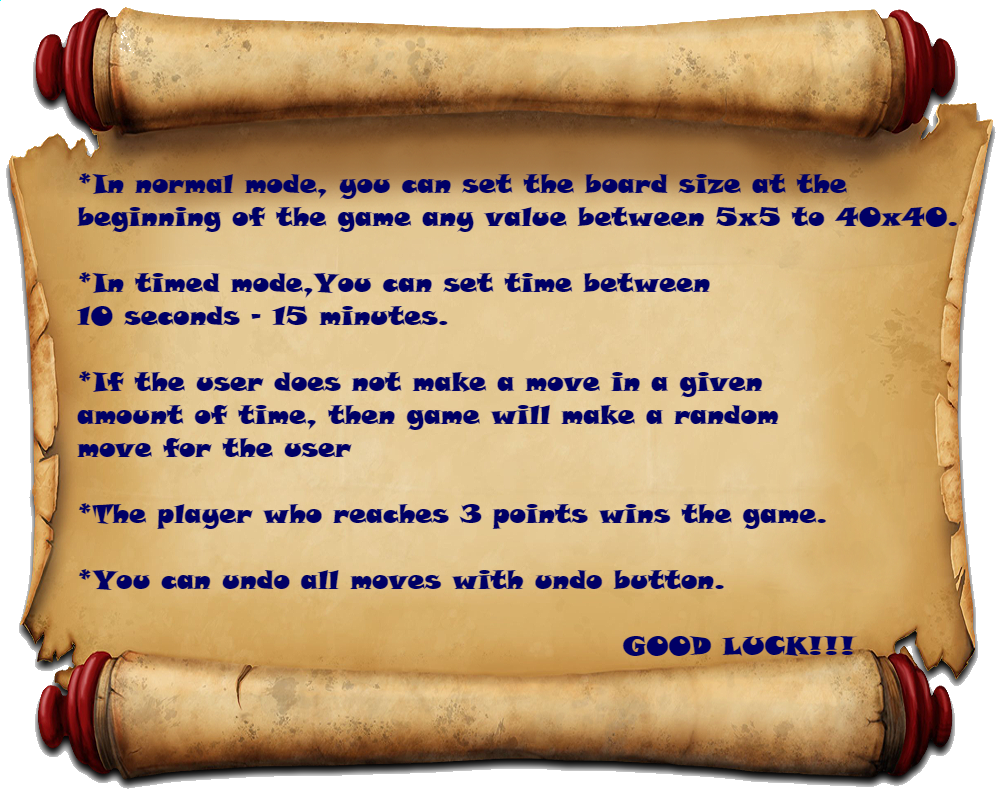 *In normal mode, you can set the board size at the
beginning of the game any value between 5x5 to 40x40.
*In timed mode,You can set time between
10 seconds - 15 minutes.
*If the user does not make a move in a given
amount of time, then game will make a random
move for the user
*The player who reaches 3 points wins the game.
*You can undo all moves with undo button.
GOOD LUCK!!!